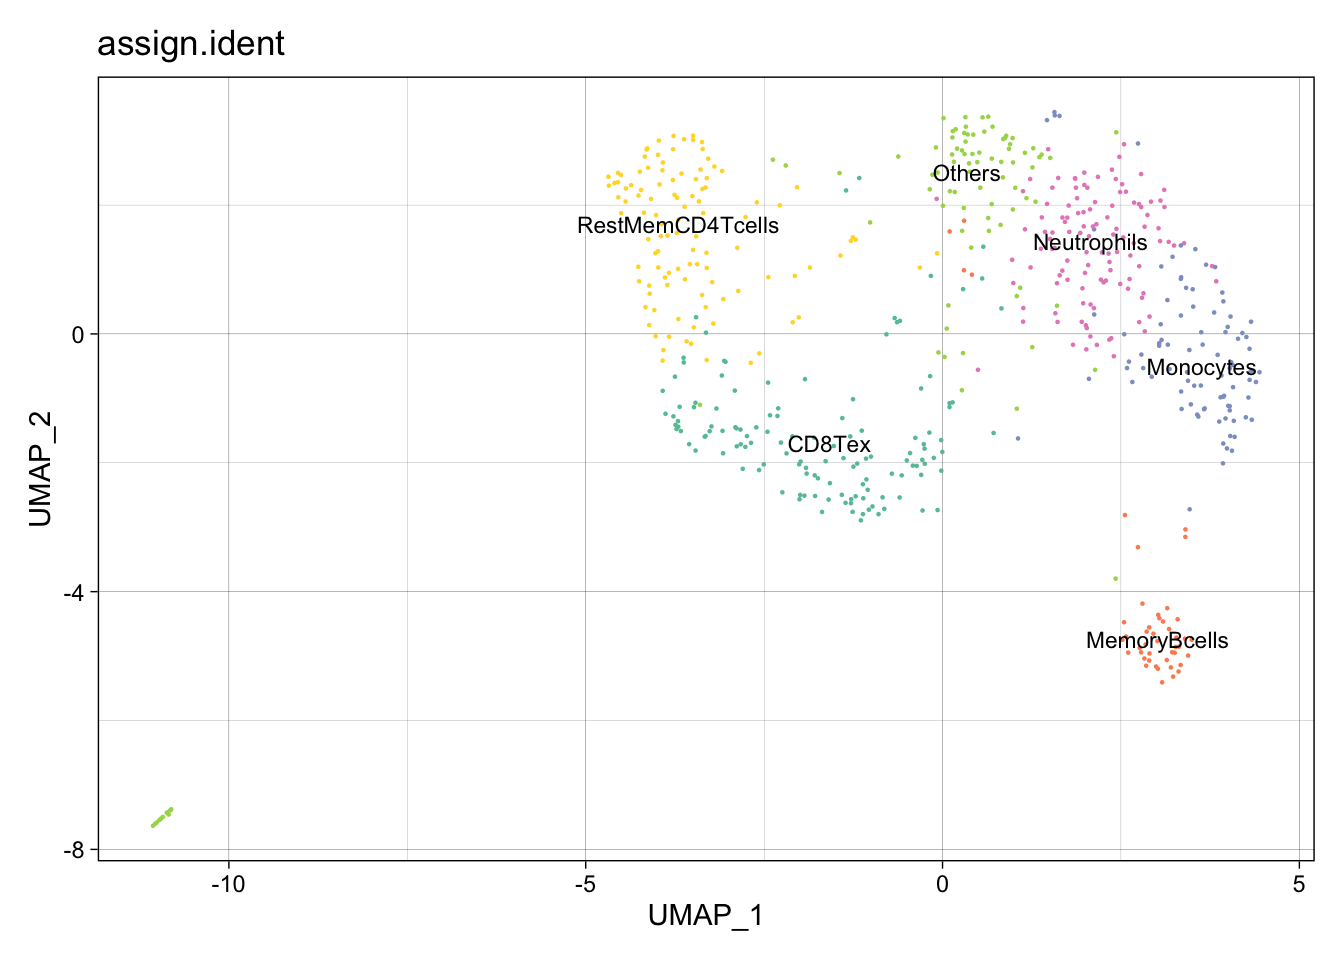 assign.ident
Others
RestMemCD4Tcells
Neutrophils
0
Monocytes
UMAP_2
CD8Tex
-4
MemoryBcells
-8
-10
-5
0
5
UMAP_1